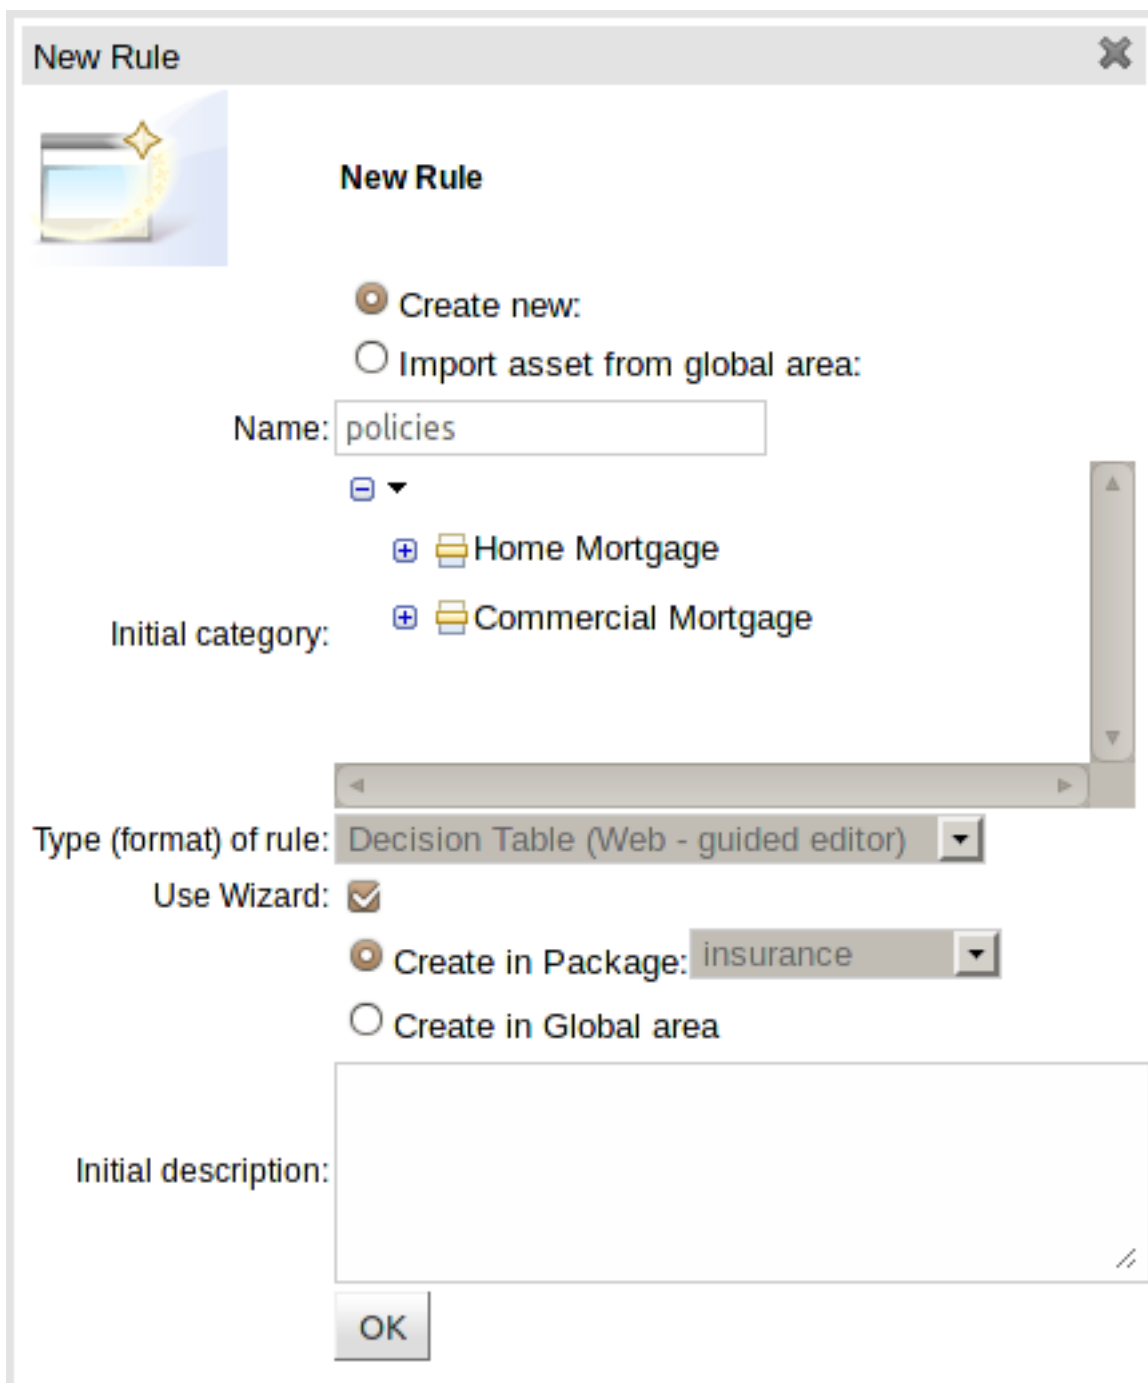 New Rule
New Rule
Create new:
Import asset from global area:
Name: policies
Home Mortgage
Commercial Mortgage
Initial category:
Type (format) of rule: Decision Table (Web - guided editor)
Use Wizard:
Create in Package: insurance
Create in Global area
Initial description:
OK